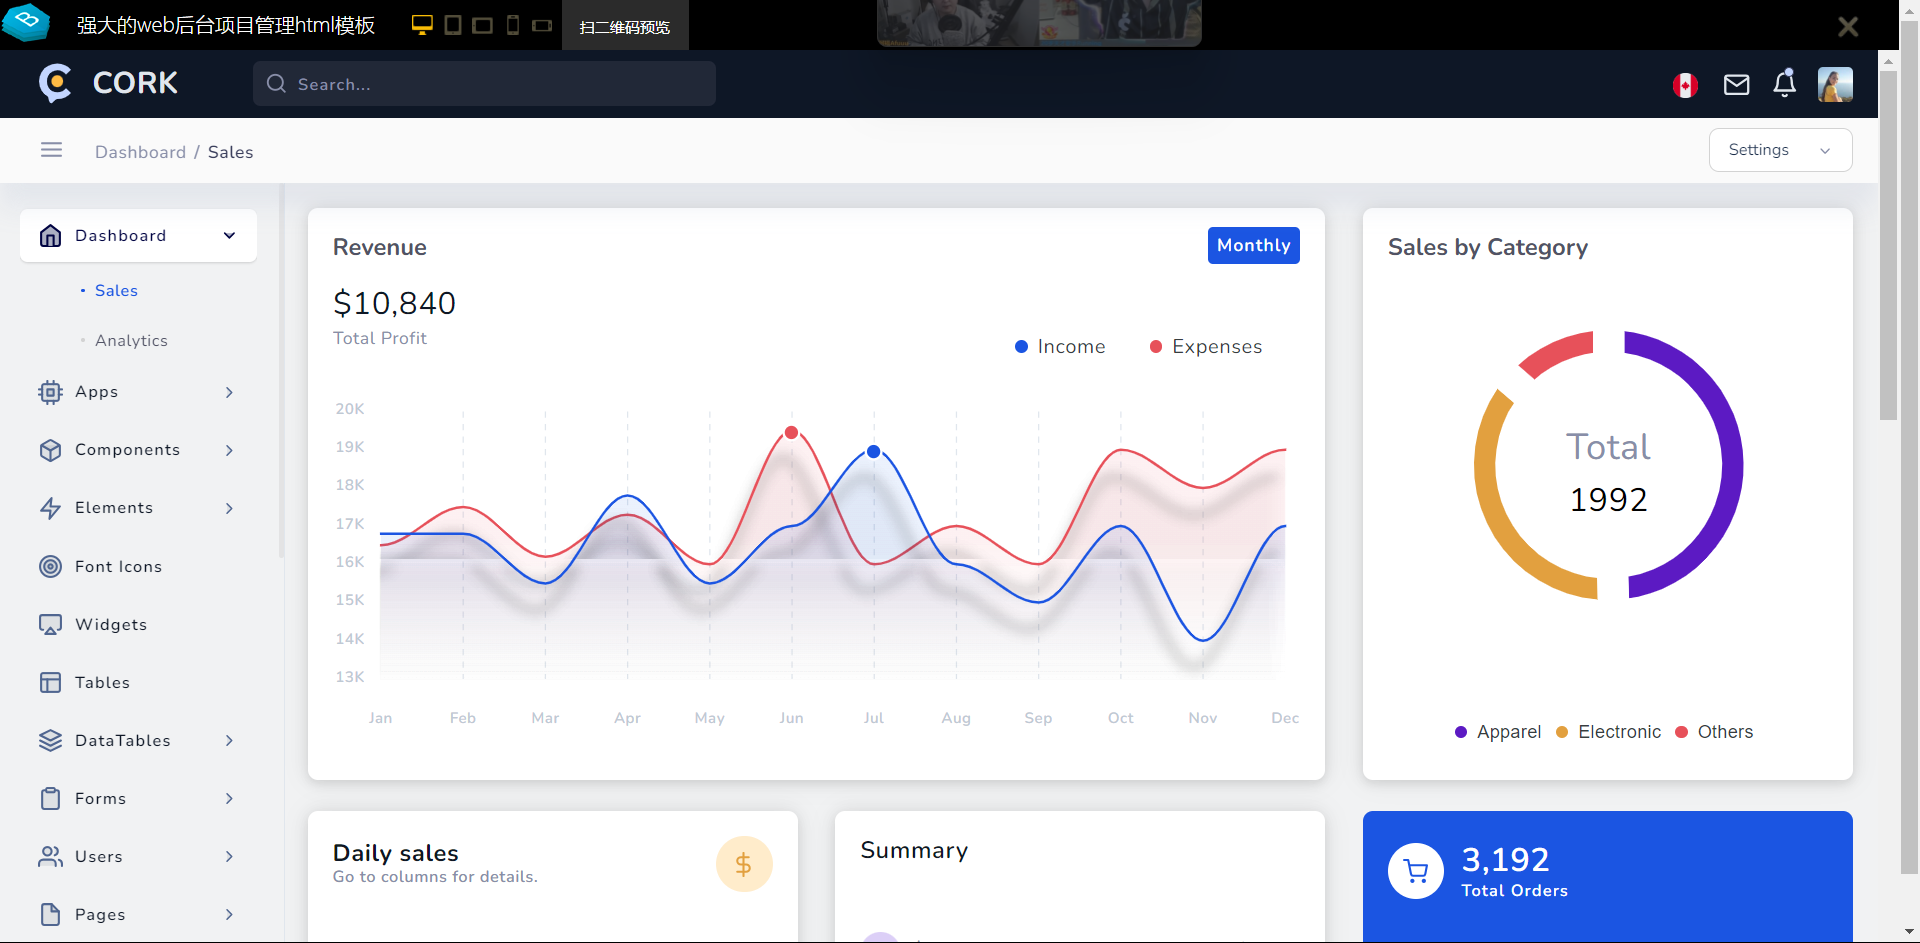 强大的web后台项目管理html模板
扫二维码预览
CORK
Search...
Dashboard / Sales
Settings
Dashboard
Sales
Analytics
Apps
Components
Elements
Font Icons
Widgets
Tables
DataTables
Forms
Users
Pages
Revenue
Monthly
$10,840
Total Profit
Income
Expenses
20K
19K
18K
17K
16K
15K
14K
13K
Jan Feb Mar Apr May Jun Jul Aug Sep Oct Nov Dec
Sales by Category
Total
1992
Apparel Electronic Others
Daily sales
Go to columns for details.
$
Summary
3,192
Total Orders